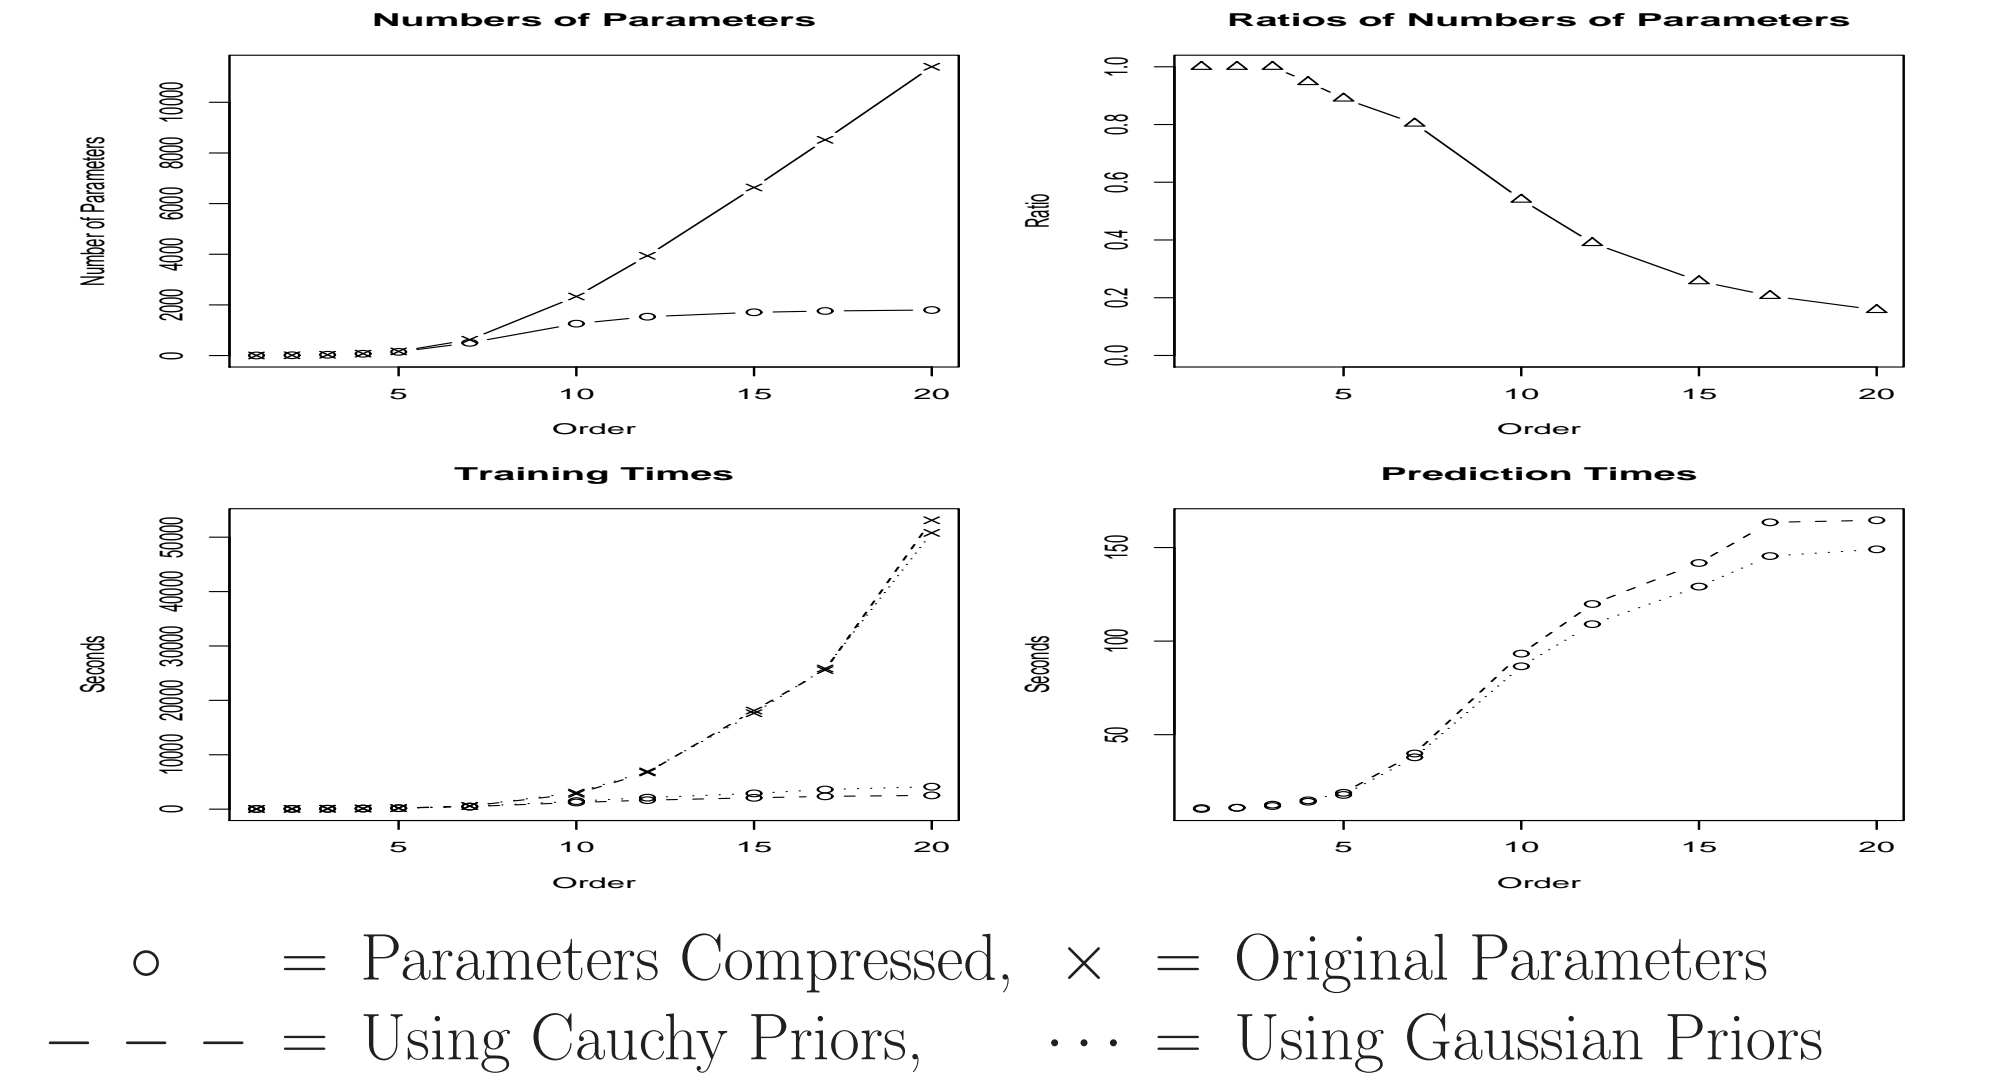 Numbers of Parameters
Number of Parameters
0 2000 4000 6000 8000 10000
5 10 15 20
Order
Ratios of Numbers of Parameters
Ratio
0.0 0.2 0.4 0.6 0.8 1.0
5 10 15 20
Order
Training Times
Seconds
0 10000 20000 30000 40000 50000
5 10 15 20
Order
Prediction Times
Seconds
50 100 150
5 10 15 20
Order
○ = Parameters Compressed, × = Original Parameters
− − − = Using Cauchy Priors, · · · = Using Gaussian Priors